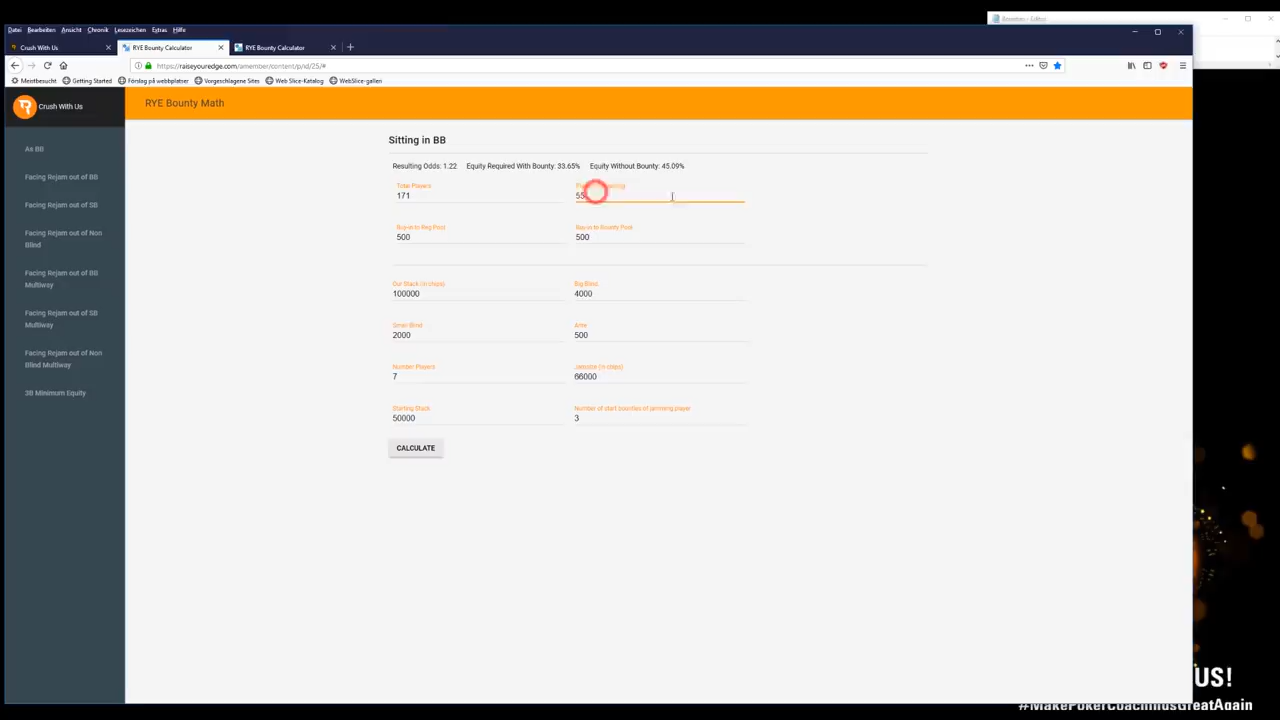 Datei Bearbeiten Ansicht Chronik Lesezeichen Extras Hilfe
Crush With Us
RYE Bounty Calculator
RYE Bounty Calculator
https://raiseyouredge.com/amember/content/p/id/25/#
Meistbesucht Getting Started Förslag på webbplatser Vorgeschlagene Sites Web Slice-Katalog WebSlice-galleri
Crush With Us
RYE Bounty Math
As BB
Facing Rejam out of BB
Facing Rejam out of SB
Facing Rejam out of Non
Blind
Facing Rejam out of BB
Multiway
Facing Rejam out of SB
Multiway
Facing Rejam out of Non
Blind Multiway
3B Minimum Equity
Sitting in BB
Resulting Odds: 1.22 Equity Required With Bounty: 33.65% Equity Without Bounty: 45.09%
Total Players
171
55
Buy-in to Reg Pool Buy-in to Bounty Pool
500 500
Our Stack (in chips) Big Blind
100000 4000
Small Blind Ante
2000 500
Number Players (in chips)
7 66000
Starting Stack Number of start bounties of jamming player
50000 3
CALCULATE
US!
#MakePokerCoachingGreatAgain